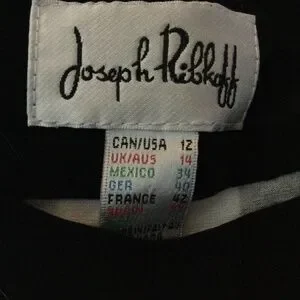 Joseph Ribkoff
CAN/USA 12
UK/AUS 14
MEXICO 34
GER 40
FRANCE 42